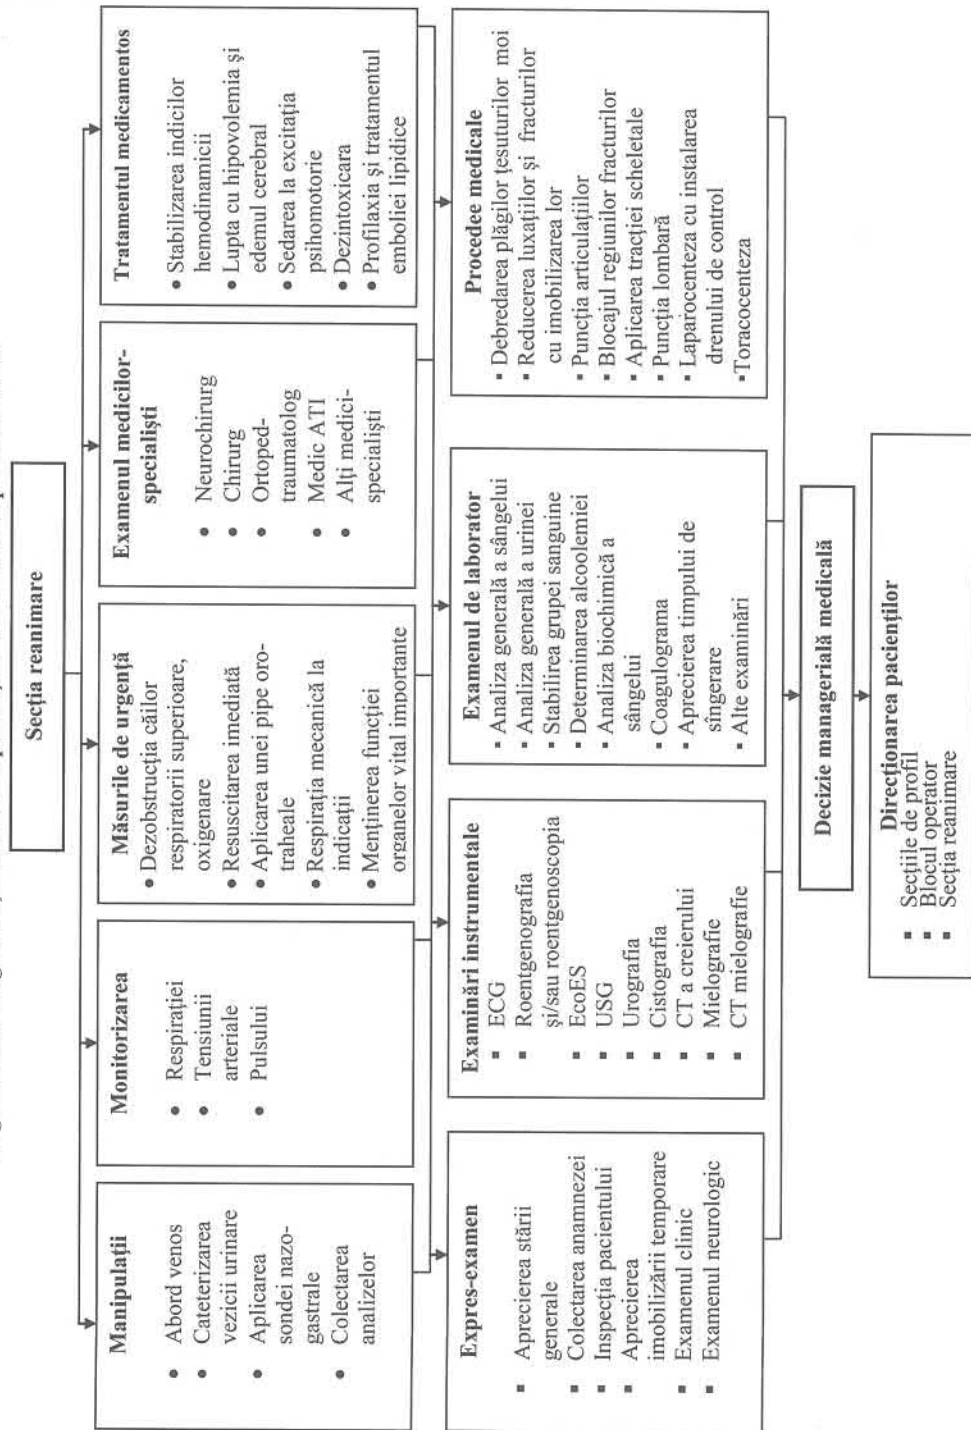 Secția reanimare
Manipulații
• Abord venos
• Cateterizarea
vezicii urinare
• Aplicarea
sondei nazo-
gastrale
• Colectarea
analizelor
Monitorizarea
• Respirației
• Tensiunii
arteriale
• Pulsului
Măsurile de urgență
• Dezobstrucția căilor
respiratorii superioare,
oxigenare
• Resuscitarea imediată
• Aplicarea unei pipe oro-
traheale
• Respirația mecanică la
indicații
• Menținerea funcției
organelor vital importante
Examenul medicilor-
specialiști
• Neurochirurg
• Chirurg
• Ortoped-
traumatolog
• Medic ATI
• Alți medici-
specialiști
Tratamentul medicamentos
• Stabilizarea indicilor
hemodinamicii
• Lupta cu hipovolemia și
edemul cerebral
• Sedarea la excitația
psihomotorie
• Dezintoxicara
• Profilaxia și tratamentul
emboliei lipidice
Expres-examen
▪ Aprecierea stării
generale
▪ Colectarea anamnezei
▪ Inspecția pacientului
▪ Aprecierea
imobilizării temporare
▪ Examenul clinic
▪ Examenul neurologic
Examinări instrumentale
▪ ECG
▪ Roentgenografia
și/sau roentgenoscopia
▪ EcoES
▪ USG
▪ Urografia
▪ Cistografia
▪ CT a creierului
▪ Mielografie
▪ CT mielografie
Examenul de laborator
▪ Analiza generală a sângelui
▪ Analiza generală a urinei
▪ Stabilirea grupei sanguine
▪ Determinarea alcoolemiei
▪ Analiza biochimică a
sângelui
▪ Coagulograma
▪ Aprecierea timpului de
sîngerare
▪ Alte examinări
Procedee medicale
▪ Debredarea plăgilor țesuturilor moi
▪ Reducerea luxațiilor și fracturilor
cu imobilizarea lor
▪ Puncția articulațiilor
▪ Blocajul regiunilor fracturilor
▪ Aplicarea tracției scheletale
▪ Puncția lombară
▪ Laparocenteza cu instalarea
drenului de control
▪Toracocenteza
Decizie managerială medicală
Direcționarea pacienților
▪ Secțiile de profil
▪ Blocul operator
▪ Secția reanimare